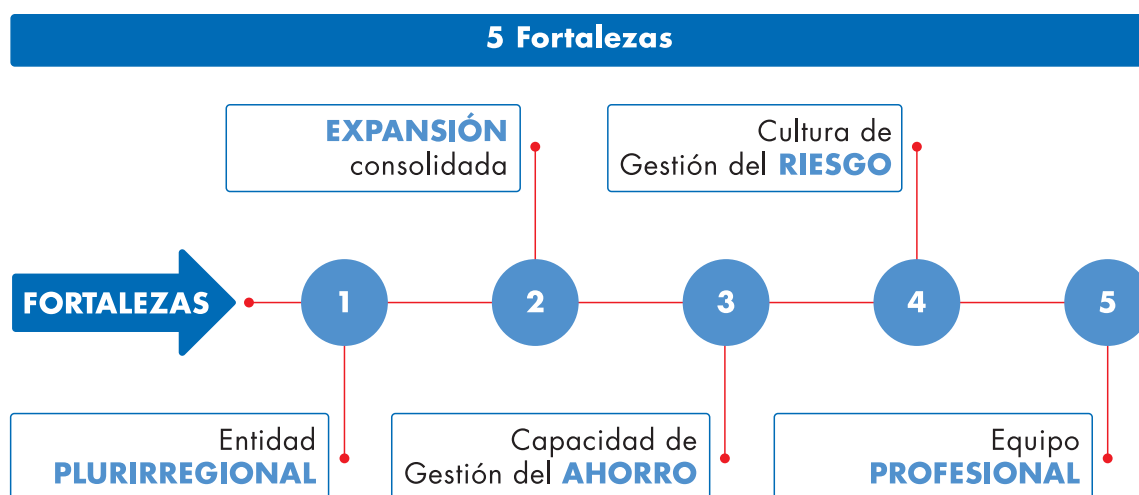 5 Fortalezas
EXPANSIÓN
consolidada
Cultura de
Gestión del RIESGO
FORTALEZAS
1
2
3
4
5
Entidad
PLURIRREGIONAL
Capacidad de
Gestión del AHORRO
Equipo
PROFESIONAL